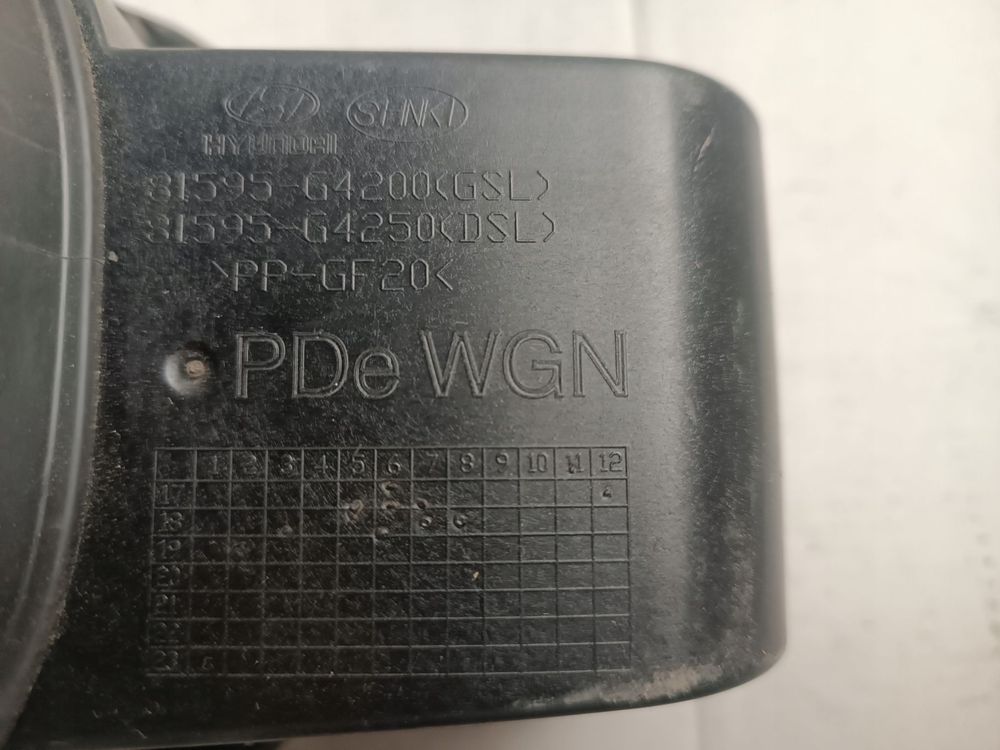 SEINKI
HYUNDAI
81595-G4200(GSL)
81595-G4250(DSL)
>PP-GF20<
PDe WGN
1 2 3 4 5 6 7 8 9 10 11 12
17
18
19
20
21
22
23